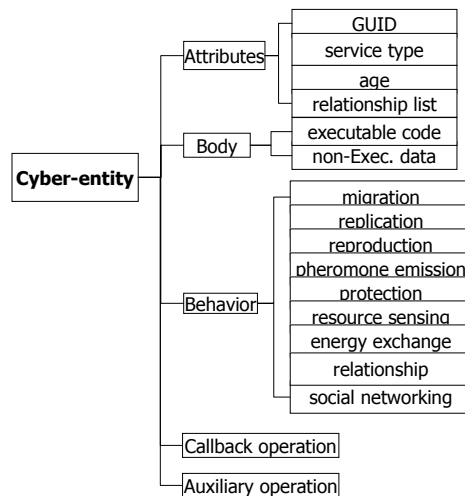 Cyber-entity
Attributes
GUID
service type
age
relationship list
Body
executable code
non-Exec. data
Behavior
migration
replication
reproduction
pheromone emission
protection
resource sensing
energy exchange
relationship
social networking
Callback operation
Auxiliary operation